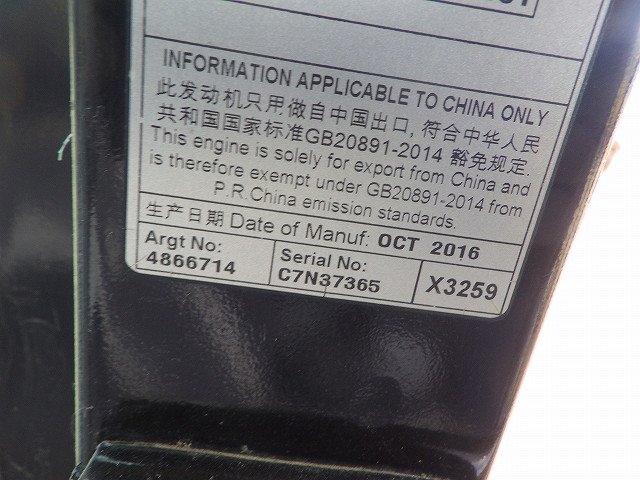 INFORMATION APPLICABLE TO CHINA ONLY
此发动机只用做自中国出口, 符合中华人民
共和国国家标准GB20891-2014 豁免规定.
This engine is solely for export from China and
is therefore exempt under GB20891-2014 from
P.R.China emission standards.
生产日期 Date of Manuf: OCT 2016
Argt No:
4866714
Serial No:
C7N37365
X3259